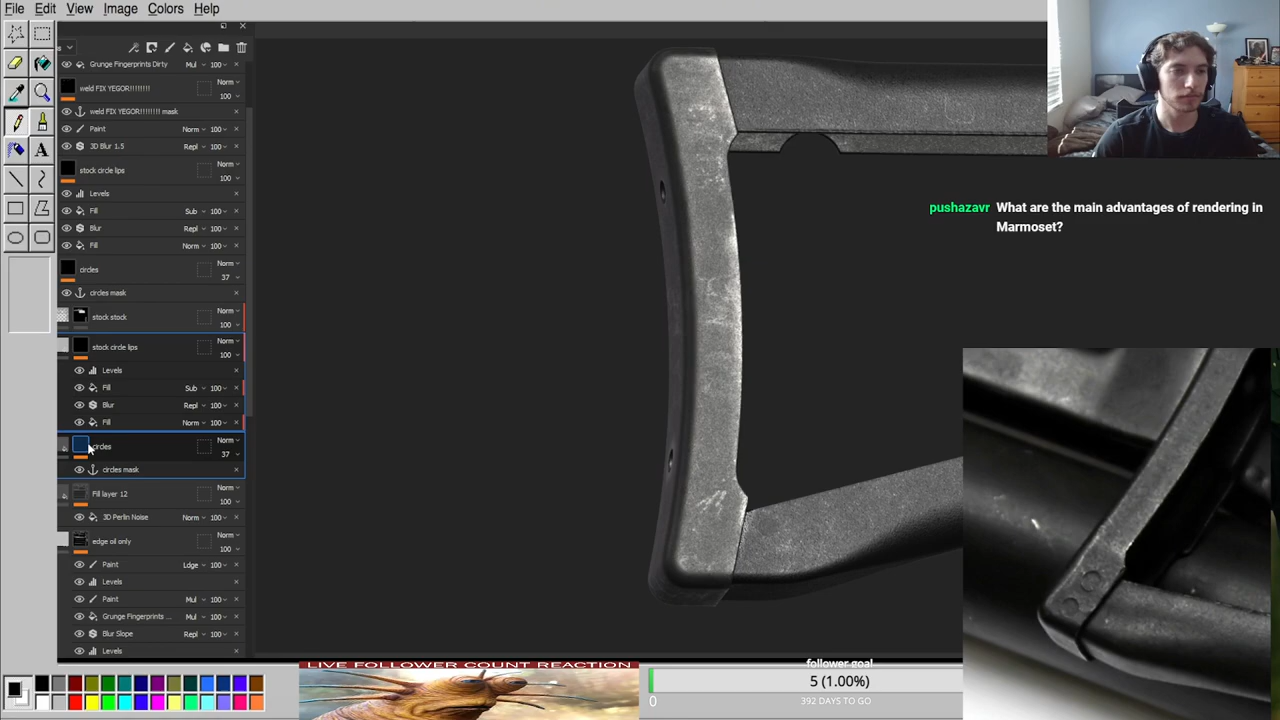 File Edit View Image Colors Help
Grunge Fingerprints Dirty Mul 100
weld FIX YEGOR!!!!!!!! Norm
100
weld FIX YEGOR!!!!!!!! mask
Paint Norm 100
3D Blur 1.5 Repl 100
stock circle lips Norm
100
Levels
Fill Sub 100
Blur Repl 100
Fill Norm 100
circles Norm
37
circles mask
stock stock Norm
100
stock circle lips Norm
100
Levels
Fill Sub 100
Blur Repl 100
Fill Norm 100
circles Norm
37
circles mask
Fill layer 12 Norm
100
3D Perlin Noise Norm 100
edge oil only Norm
100
Paint Ldge 100
Levels
Paint Mul 100
Grunge Fingerprints ... Mul 100
Blur Slope Repl 100
Levels
pushazavr What are the main advantages of rendering in
Marmoset?
LIVE FOLLOWER COUNT REACTION
follower goal
5 (1.00%)
0
392 DAYS TO GO